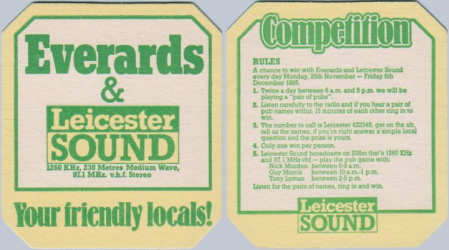 Everards
&
Leicester
SOUND
1260 KHz, 238 Metres Medium Wave,
97.1 MHz. v.h.f. Stereo
Your friendly locals!
Competition
RULES
A chance to win with Everards and Leicester Sound
every day Monday, 25th November — Friday 6th
December 1985.
1. Twice a day between 6 a.m. and 5 p.m. we will be
playing a "pair of pubs".
2. Listen carefully to the radio and if you hear a pair of
pub names within 15 minutes of each other ring in to
win.
3. The number to call is Leicester 622345, get on the air,
tell us the names, if you're right answer a simple local
question and the prize is yours.
4. Only one win per person.
5. Leicester Sound broadcasts on 238m that's 1260 KHz
and 97.1 MHz vhf — play the pub game with:
Nick Murden between 6-9 a.m.
Guy Morris between 10 a.m.-1 p.m.
Tony Lyman between 2-5 p.m.
Listen for the pairs of names, ring in and win.
Leicester
SOUND